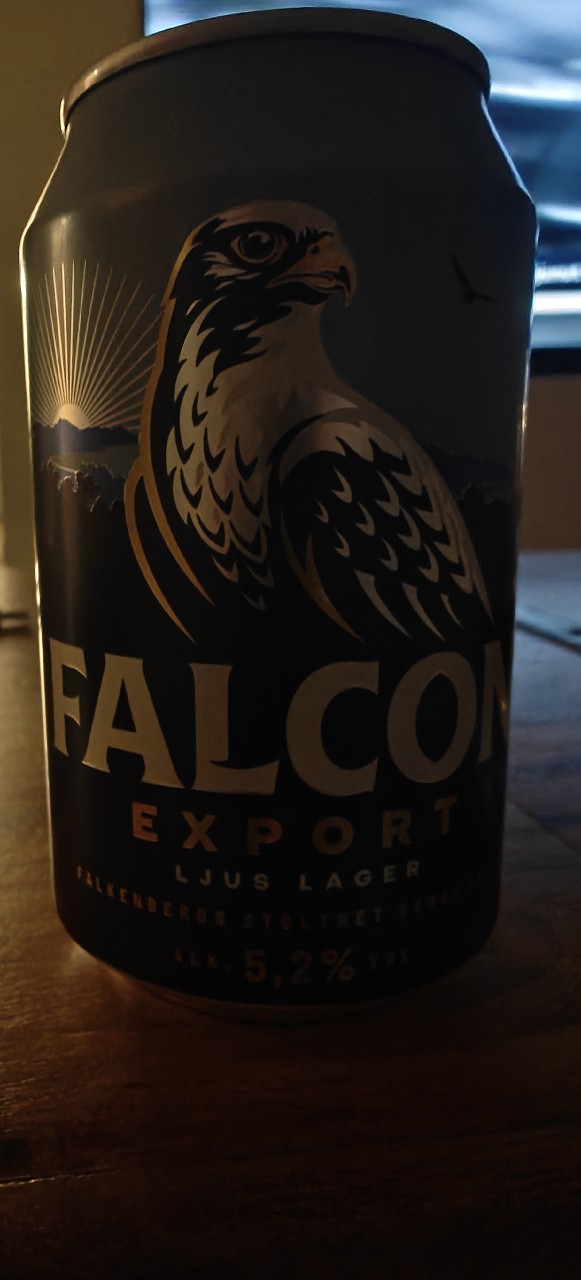 FALCON
EXPORT
LJUS LAGER
FALKENBERGS STOLTHET
ALK. 5,2% VOL.